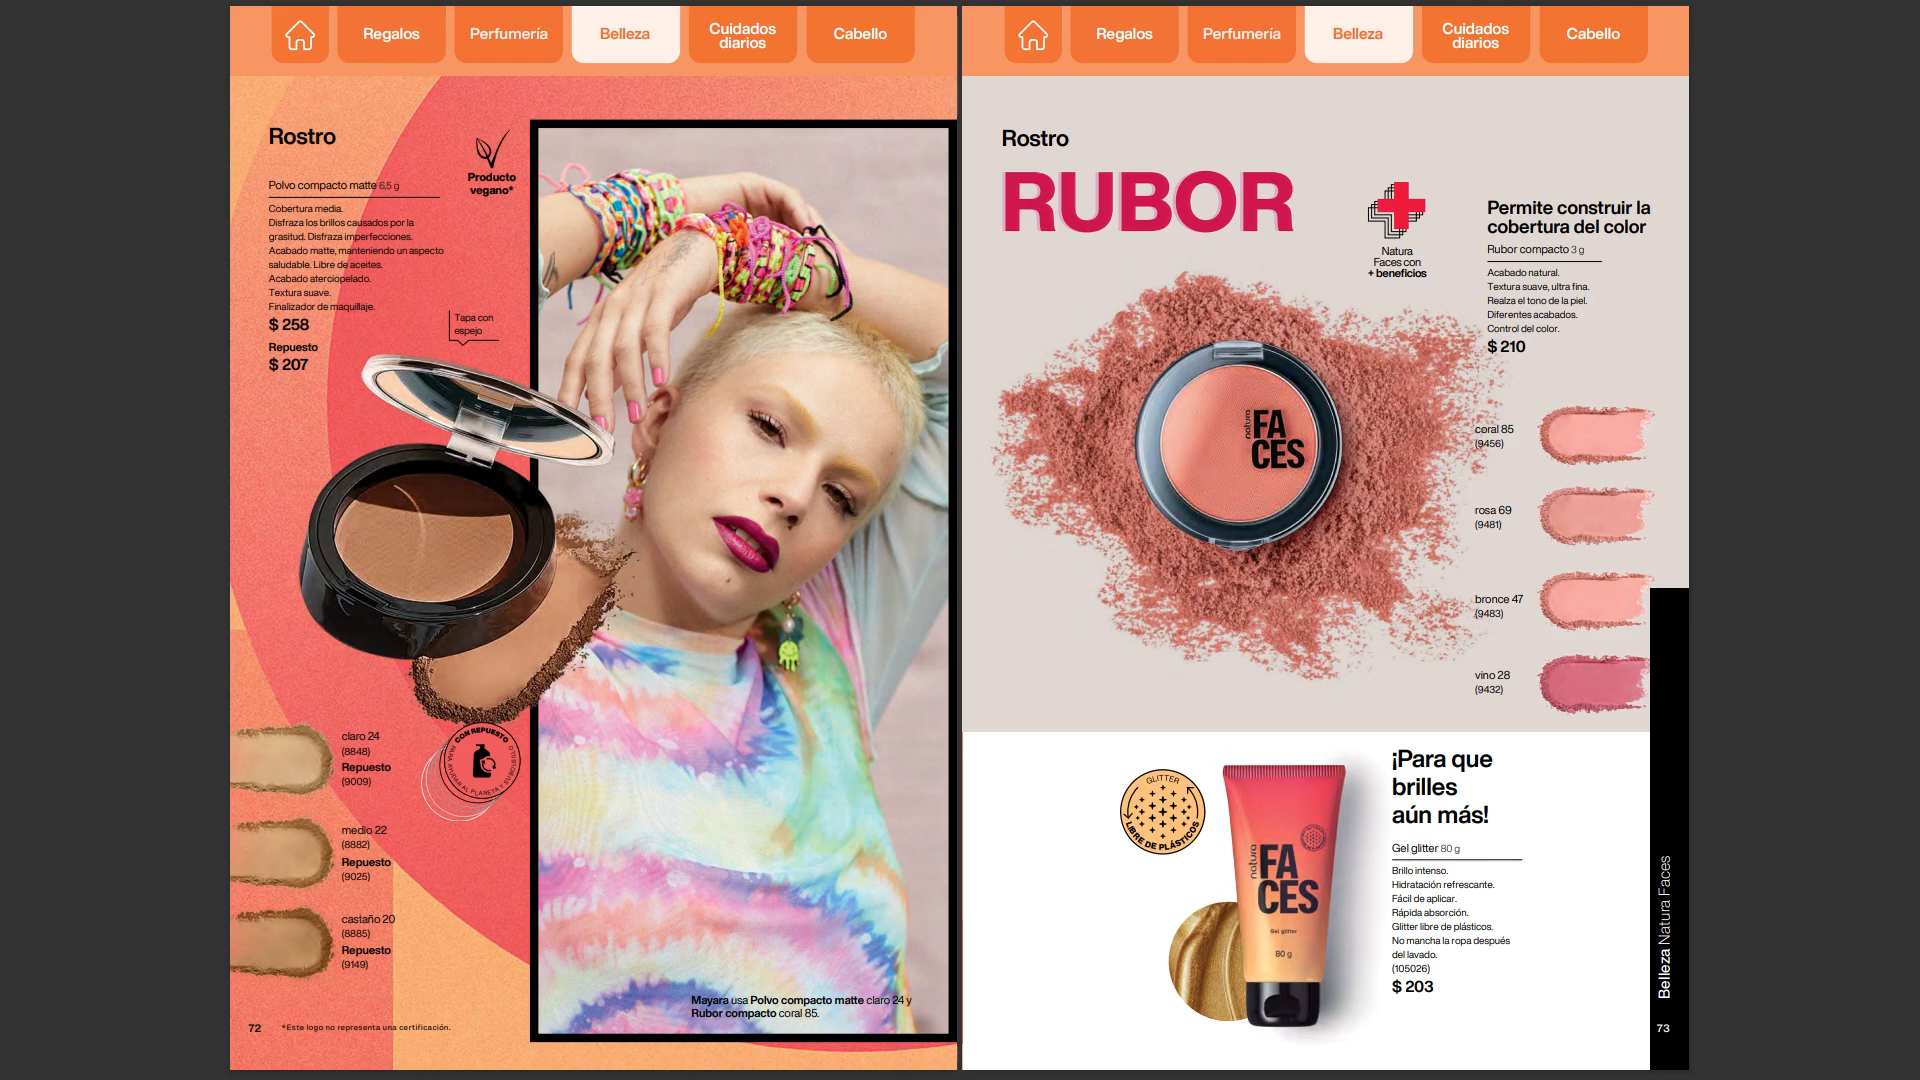 Regalos
Perfumería
Belleza
Cuidados
diarios
Cabello
Rostro
Producto
vegano*
Polvo compacto matte 6,5 g
Cobertura media.
Disfraza los brillos causados por la
grasitud. Disfraza imperfecciones.
Acabado matte, manteniendo un aspecto
saludable. Libre de aceites.
Acabado aterciopelado.
Textura suave.
Finalizador de maquillaje.
$ 258
Repuesto
$ 207
Tapa con
espejo
claro 24
(8848)
Repuesto
(9009)
medio 22
(8882)
Repuesto
(9025)
castaño 20
(8885)
Repuesto
(9149)
CON REPUESTO
PARA AYUDAR AL PLANETA Y SU BOLSILLO
Mayara usa Polvo compacto matte claro 24 y
Rubor compacto coral 85.
72
*Este logo no representa una certificación.
Regalos
Perfumería
Belleza
Cuidados
diarios
Cabello
Rostro
RUBOR
Natura
Faces con
+ beneficios
Permite construir la
cobertura del color
Rubor compacto 3 g
Acabado natural.
Textura suave, ultra fina.
Realza el tono de la piel.
Diferentes acabados.
Control del color.
$ 210
natura
FA
CES
coral 85
(9456)
rosa 69
(9481)
bronce 47
(9483)
vino 28
(9432)
GLITTER
LIBRE DE PLÁSTICOS
natura
FA
CES
Gel glitter
80 g
¡Para que
brilles
aún más!
Gel glitter 80 g
Brillo intenso.
Hidratación refrescante.
Fácil de aplicar.
Rápida absorción.
Glitter libre de plásticos.
No mancha la ropa después
del lavado.
(105026)
$ 203
Belleza Natura Faces
73